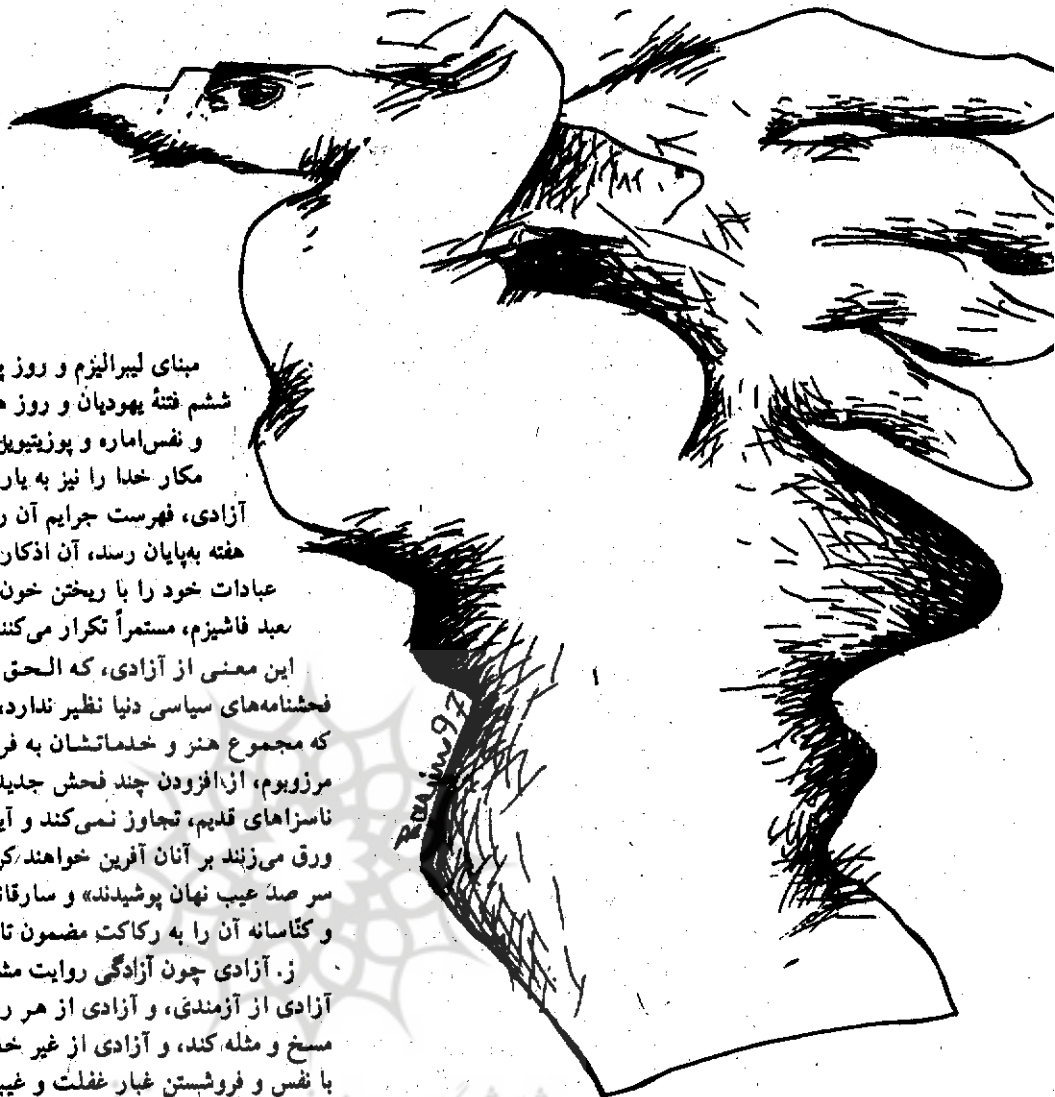 مبنای لیبرالیزم و روز
ششم فتنهٔ یهودیان و روز
و نفس‌اماره و پوزیتیوی
مکار خدا را نیز به یار
آزادی، فهرست جرایم آن ر
هفته به‌پایان رسد، آن اذکار
عبادات خود را با ریختن خون
فاشیزم، مستمراً تکرار می‌کنند
این معنی از آزادی، که الحق
فحشنامه‌های سیاسی دنیا نظیر ندارد،
که مجموع هنر و خدماتشان به فر
مرزوبوم، از افزودن چند فحش جدید
ناسزاهای قدیم، تجاوز نمی‌کند و آی
ورق می‌زنند بر آنان آفرین خواهند کر
سر صد عیب نهان پوشیدند» و سارقان
و کنّاسانه آن را به رکاکت مضمون تا
ز. آزادی چون آزادگی روایت مث
آزادی از آزمندی، و آزادی از هر ر
مسخ و مثله کند، و آزادی از غیر خ
با نفس و فروشستن غبار غفلت و غیب